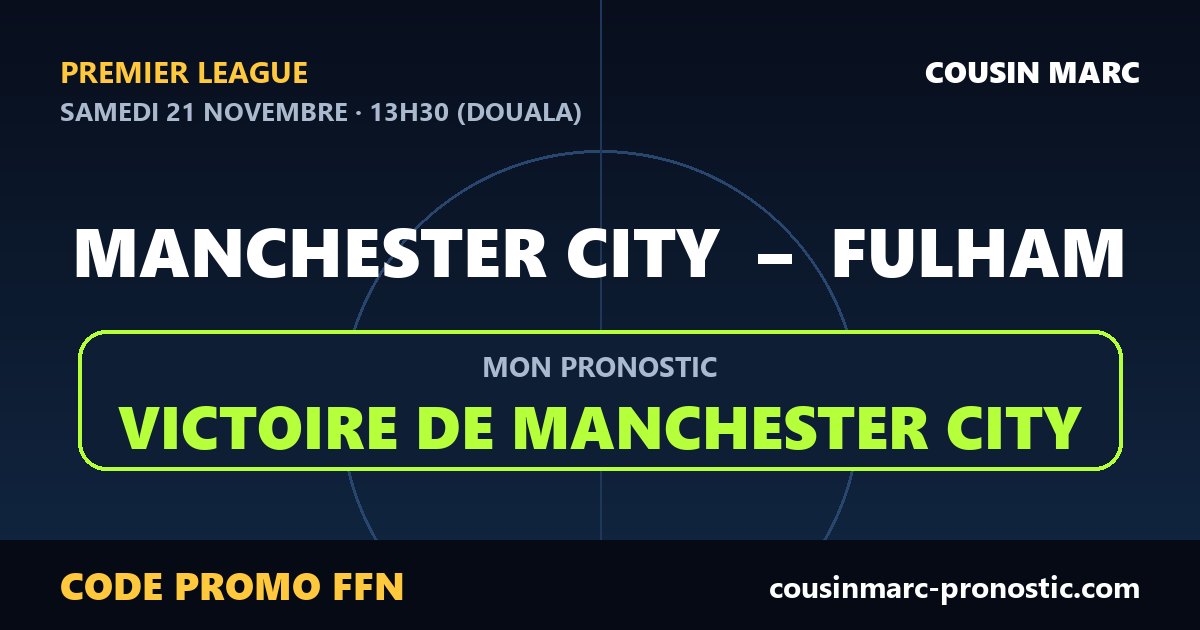 PREMIER LEAGUE
COUSIN MARC
SAMEDI 21 NOVEMBRE · 13H30 (DOUALA)
MANCHESTER CITY – FULHAM
MON PRONOSTIC
VICTOIRE DE MANCHESTER CITY
CODE PROMO FFN
cousinmarc-pronostic.com